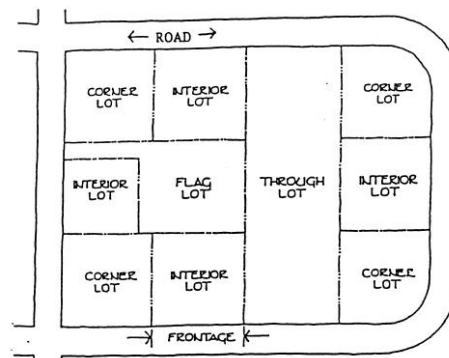 ← ROAD →
CORNER
LOT
INTERIOR
LOT
CORNER
LOT
INTERIOR
LOT
FLAG
LOT
THROUGH
LOT
INTERIOR
LOT
CORNER
LOT
INTERIOR
LOT
CORNER
LOT
→ FRONTAGE ←